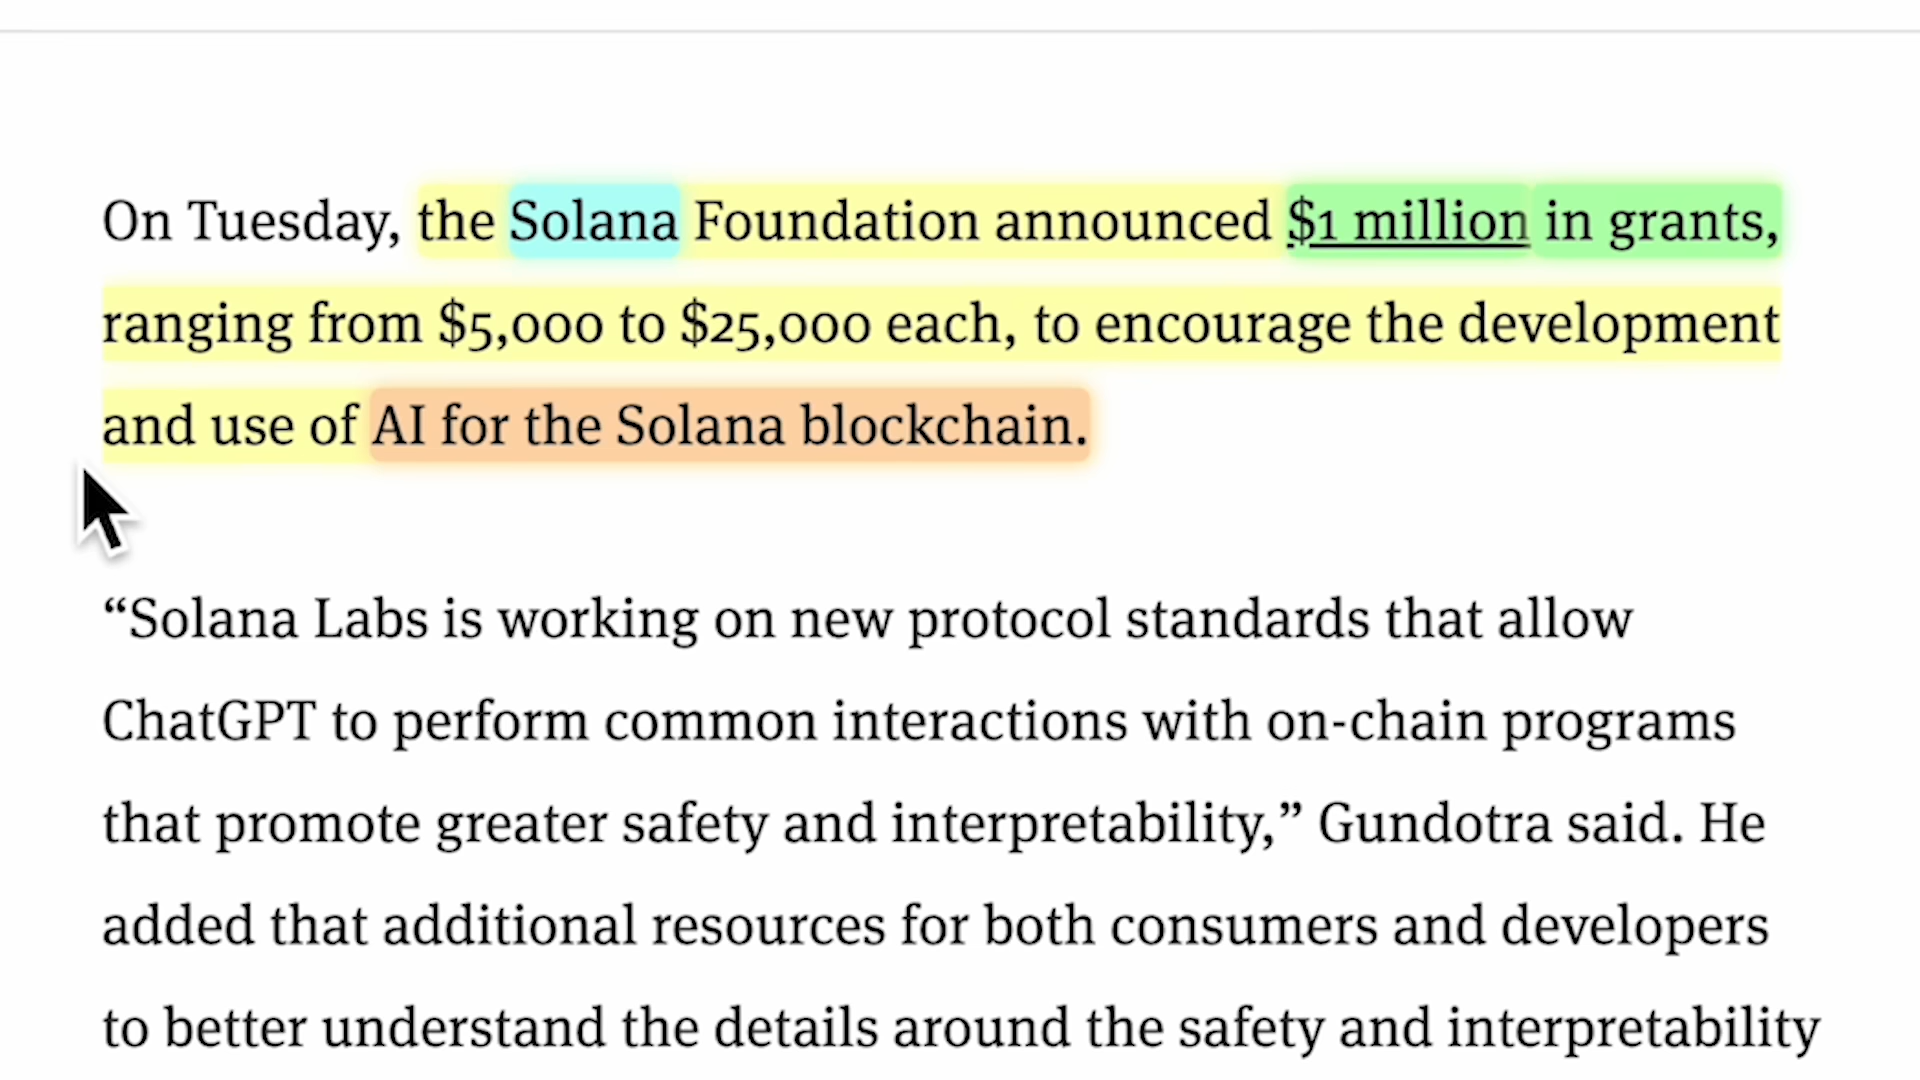 On Tuesday, the Solana Foundation announced $1 million in grants,
ranging from $5,000 to $25,000 each, to encourage the development
and use of AI for the Solana blockchain.
“Solana Labs is working on new protocol standards that allow
ChatGPT to perform common interactions with on-chain programs
that promote greater safety and interpretability,” Gundotra said. He
added that additional resources for both consumers and developers
to better understand the details around the safety and interpretability